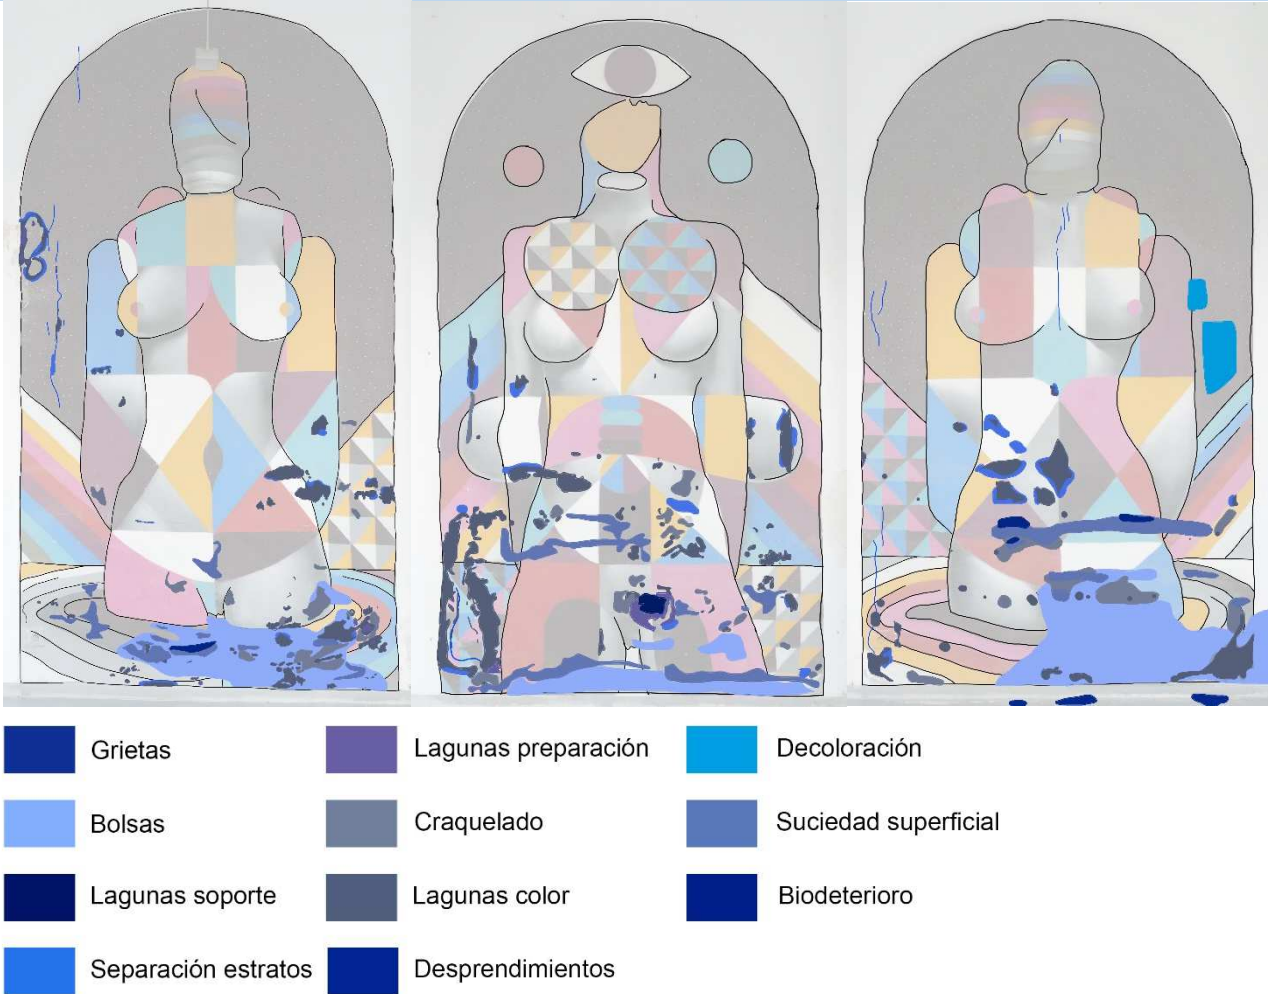 Grietas
Lagunas preparación
Decoloración
Bolsas
Craquelado
Suciedad superficial
Lagunas soporte
Lagunas color
Biodeterioro
Separación estratos
Desprendimientos